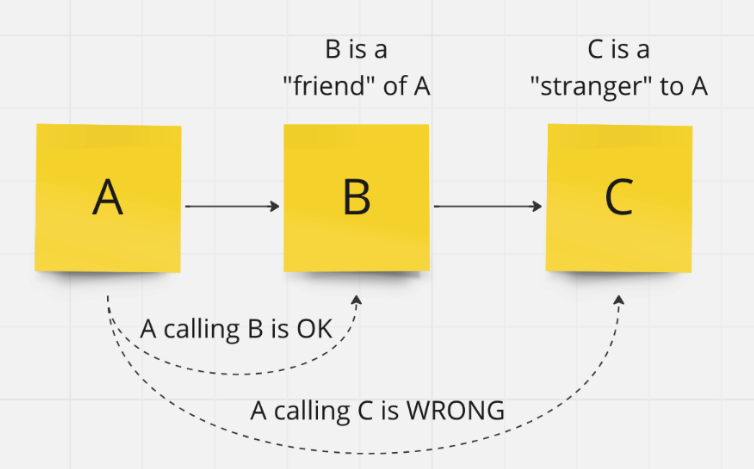 B is a
"friend" of A
C is a
"stranger" to A
A
B
C
A calling B is OK
A calling C is WRONG